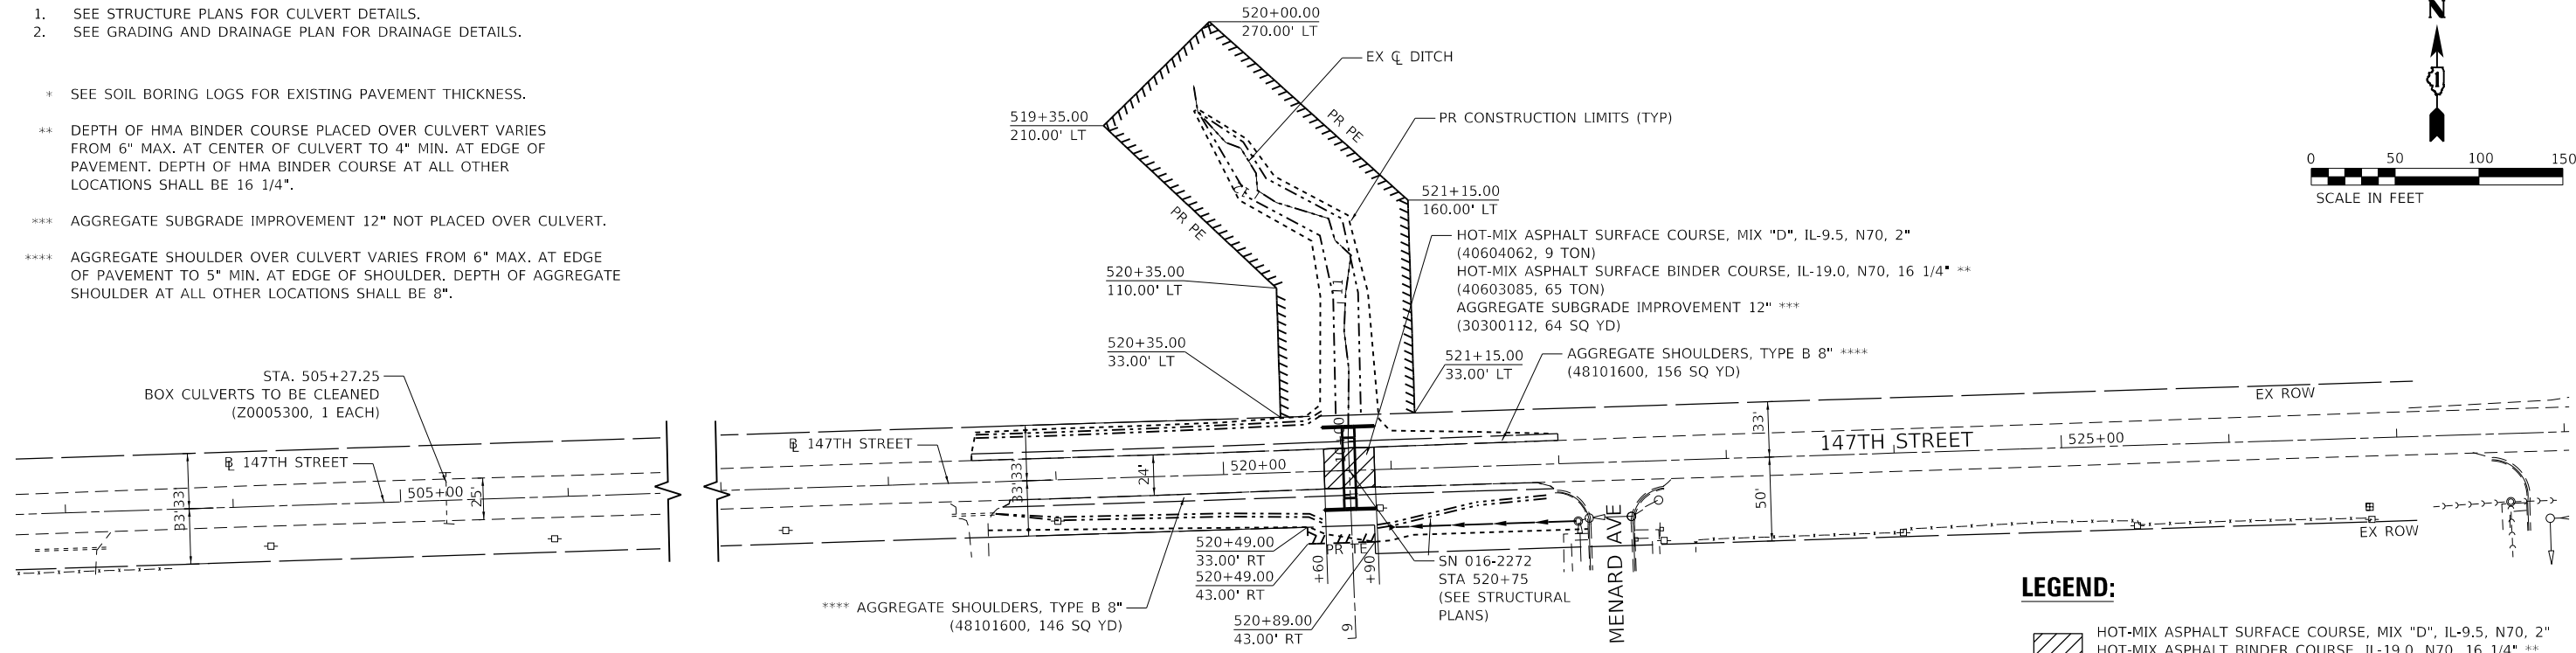 1. SEE STRUCTURE PLANS FOR CULVERT DETAILS.
2. SEE GRADING AND DRAINAGE PLAN FOR DRAINAGE DETAILS.
* SEE SOIL BORING LOGS FOR EXISTING PAVEMENT THICKNESS.
** DEPTH OF HMA BINDER COURSE PLACED OVER CULVERT VARIES
FROM 6" MAX. AT CENTER OF CULVERT TO 4" MIN. AT EDGE OF
PAVEMENT. DEPTH OF HMA BINDER COURSE AT ALL OTHER
LOCATIONS SHALL BE 16 1/4".
*** AGGREGATE SUBGRADE IMPROVEMENT 12" NOT PLACED OVER CULVERT.
**** AGGREGATE SHOULDER OVER CULVERT VARIES FROM 6" MAX. AT EDGE
OF PAVEMENT TO 5" MIN. AT EDGE OF SHOULDER. DEPTH OF AGGREGATE
SHOULDER AT ALL OTHER LOCATIONS SHALL BE 8".
520+00.00
270.00' LT
EX ℄ DITCH
519+35.00
210.00' LT
PR PE
PR CONSTRUCTION LIMITS (TYP)
N
1
0 50 100 150
SCALE IN FEET
12
PR PE
521+15.00
160.00' LT
HOT-MIX ASPHALT SURFACE COURSE, MIX "D", IL-9.5, N70, 2"
(40604062, 9 TON)
HOT-MIX ASPHALT SURFACE BINDER COURSE, IL-19.0, N70, 16 1/4" **
(40603085, 65 TON)
AGGREGATE SUBGRADE IMPROVEMENT 12" ***
(30300112, 64 SQ YD)
520+35.00
110.00' LT
11
520+35.00
33.00' LT
521+15.00
33.00' LT
AGGREGATE SHOULDERS, TYPE B 8" ****
(48101600, 156 SQ YD)
STA. 505+27.25
BOX CULVERTS TO BE CLEANED
(Z0005300, 1 EACH)
EX ROW
B 147TH STREET
B 147TH STREET
147TH STREET
505+00
520+00
525+00
33' 33'
25'
33' 33'
24'
33'
50'
520+49.00
33.00' RT
520+49.00
43.00' RT
PR TE
+60
+90
9
SN 016-2272
STA 520+75
(SEE STRUCTURAL
PLANS)
MENARD AVE
EX ROW
**** AGGREGATE SHOULDERS, TYPE B 8"
(48101600, 146 SQ YD)
520+89.00
43.00' RT
LEGEND:
HOT-MIX ASPHALT SURFACE COURSE, MIX "D", IL-9.5, N70, 2"
HOT-MIX ASPHALT BINDER COURSE, IL-19.0, N70, 16 1/4" **